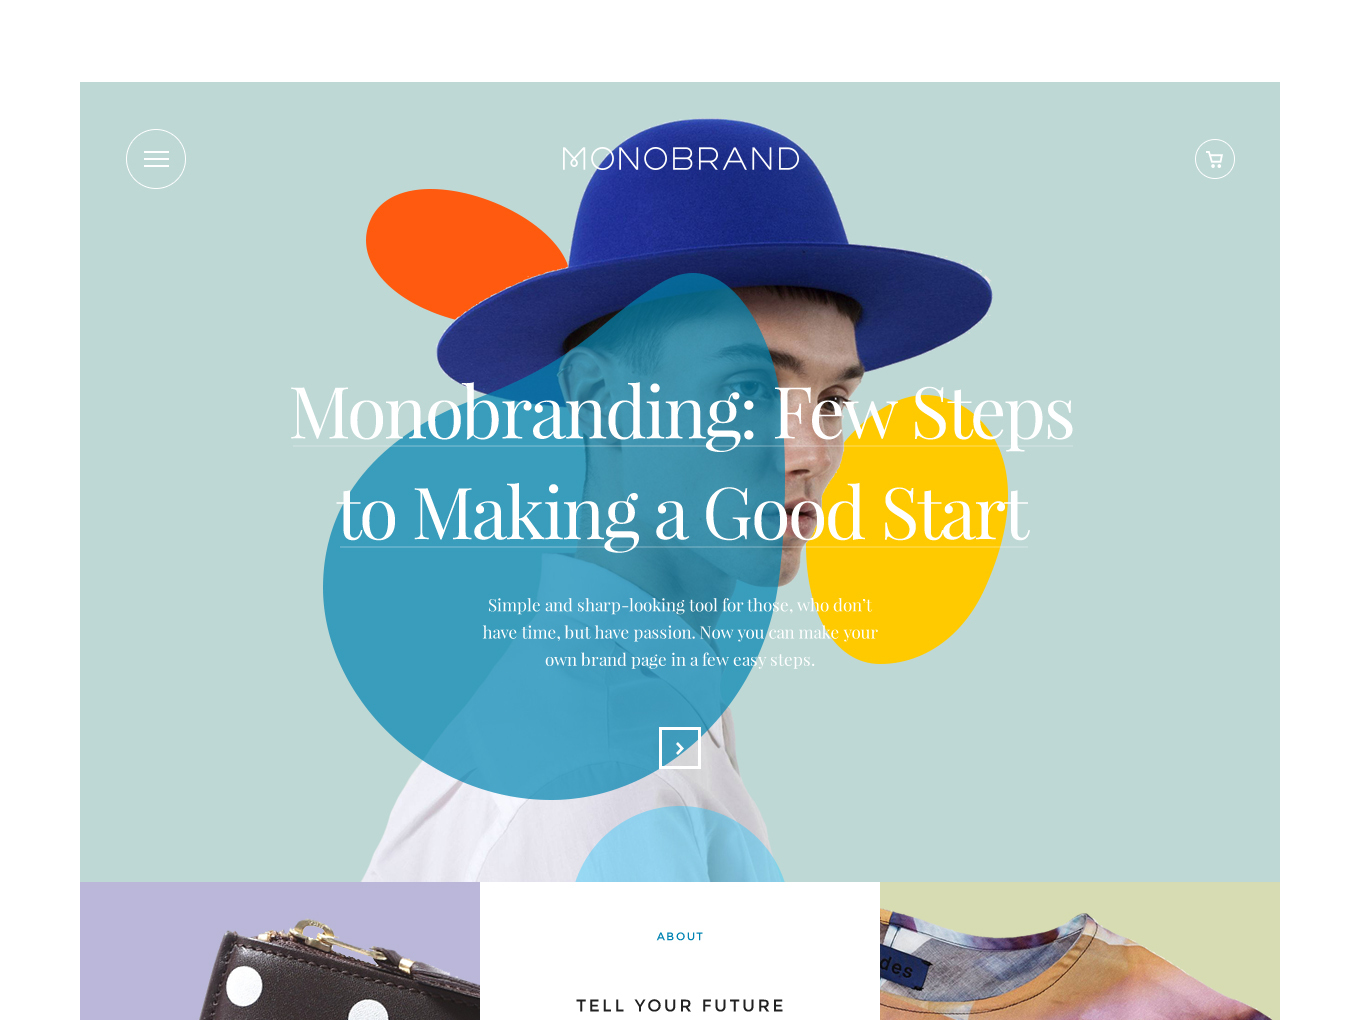 MONOBRAND
Monobranding: Few Steps
to Making a Good Start
Simple and sharp-looking tool for those, who don't
have time, but have passion. Now you can make your
own brand page in a few easy steps.
ABOUT
des
TELL YOUR FUTURE